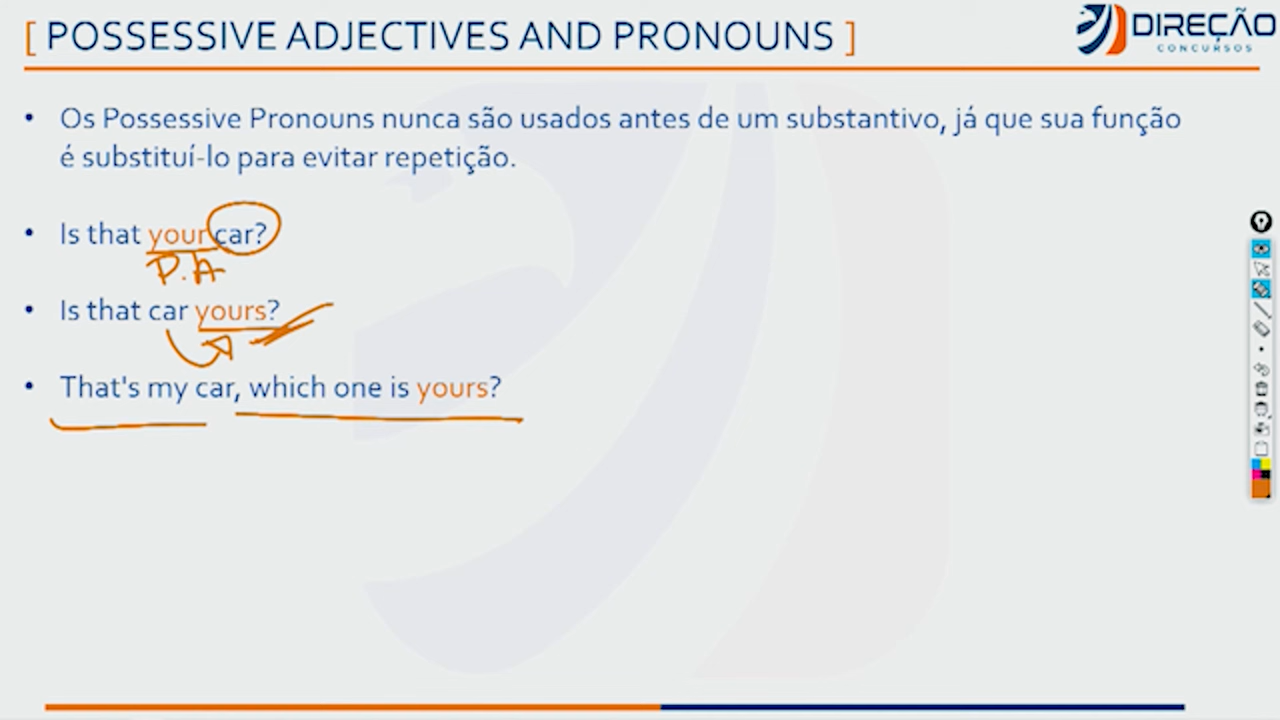 [ POSSESSIVE ADJECTIVES AND PRONOUNS ]
DIREÇÃO
CONCURSOS
• Os Possessive Pronouns nunca são usados antes de um substantivo, já que sua função
é substituí-lo para evitar repetição.
• Is that your car?
P.A
• Is that car yours?
• That's my car, which one is yours?